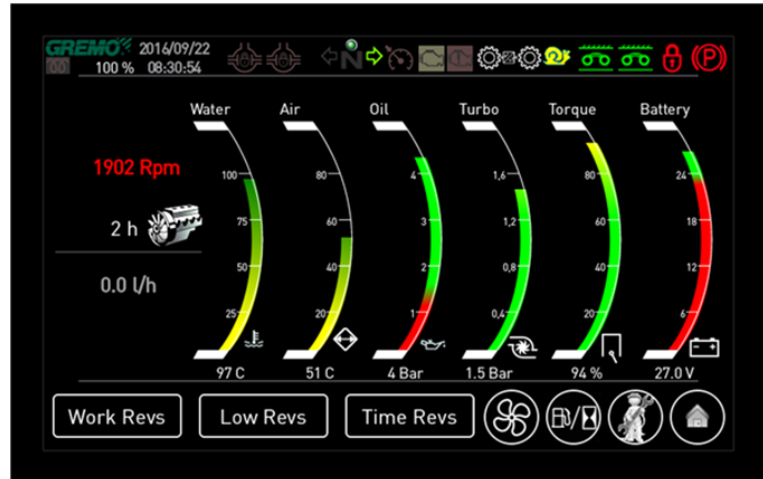 GREMO 2016/09/22
00 100 % 08:30:54
N
(P)
Water Air Oil Turbo Torque Battery
1902 Rpm
2 h
0.0 l/h
100 75 50 25
80 60 40 20
4 3 2 1
1,6 1,2 0,8 0,4
80 60 40 20
24 18 12 6
97 C 51 C 4 Bar 1.5 Bar 94 % 27.0 V
Work Revs Low Revs Time Revs